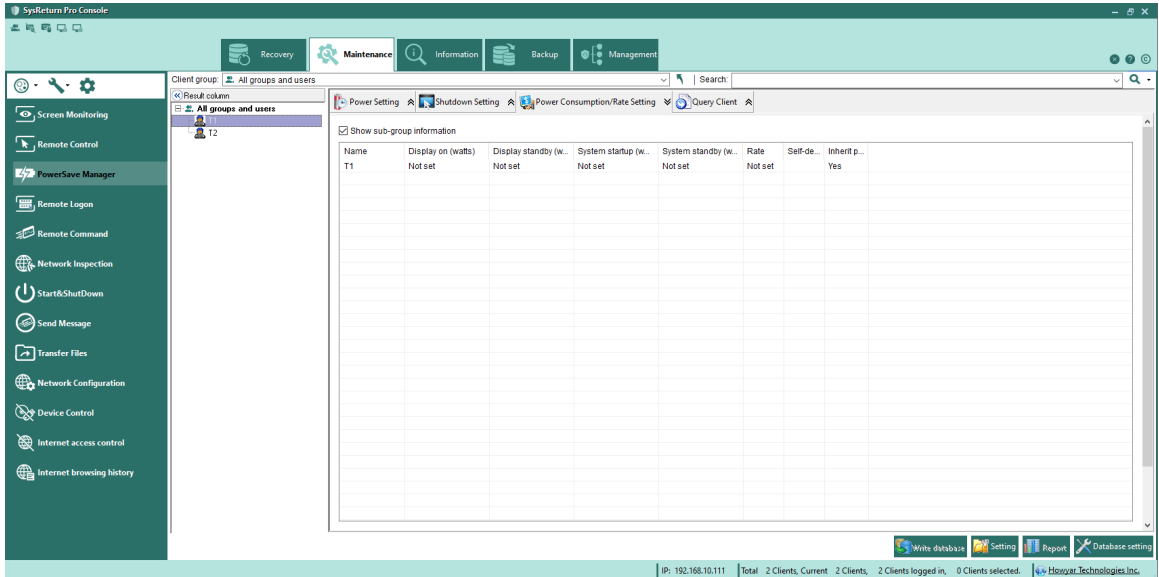 SysReturn Pro Console
Recovery
Maintenance
Information
Backup
Management
Client group: All groups and users
Search:
Result column
All groups and users
T1
T2
Screen Monitoring
Remote Control
PowerSave Manager
Remote Logon
Remote Command
Network Inspection
Start&ShutDown
Send Message
Transfer Files
Network Configuration
Device Control
Internet access control
Internet browsing history
Power Setting
Shutdown Setting
Power Consumption/Rate Setting
Query Client
Show sub-group information
Name Display on (watts) Display standby (w... System startup (w... System standby (w... Rate Self-de... Inherit p...
T1 Not set Not set Not set Not set Not set Yes
Write database
Setting
Report
Database setting
IP: 192.168.10.111 Total 2 Clients, Current 2 Clients, 2 Clients logged in, 0 Clients selected. Howyar Technologies Inc.